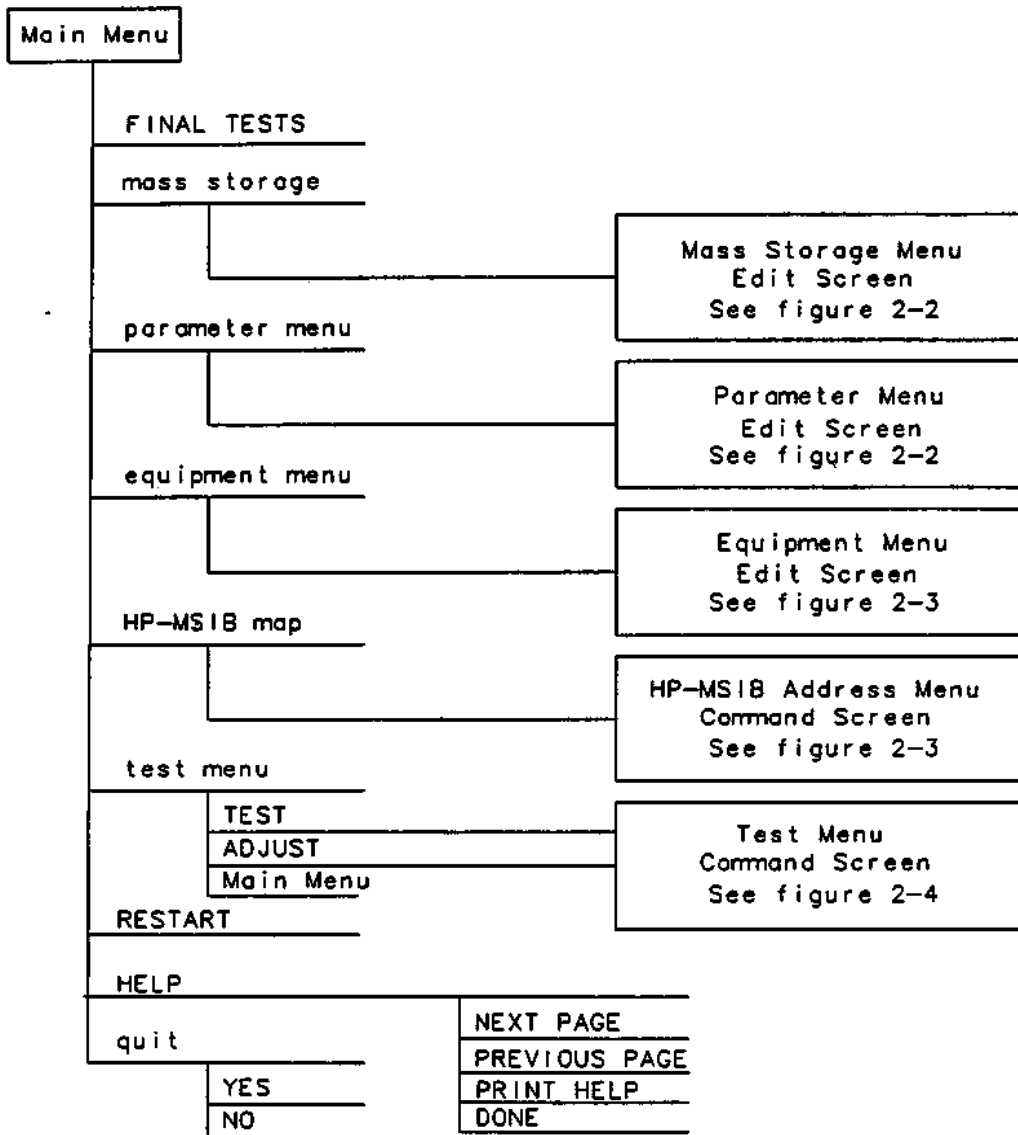 Main Menu
FINAL TESTS
mass storage
Mass Storage Menu
Edit Screen
See figure 2-2
parameter menu
Parameter Menu
Edit Screen
See figure 2-2
equipment menu
Equipment Menu
Edit Screen
See figure 2-3
HP-MSIB map
HP-MSIB Address Menu
Command Screen
See figure 2-3
test menu
TEST
ADJUST
Main Menu
Test Menu
Command Screen
See figure 2-4
RESTART
HELP
NEXT PAGE
PREVIOUS PAGE
PRINT HELP
DONE
quit
YES
NO